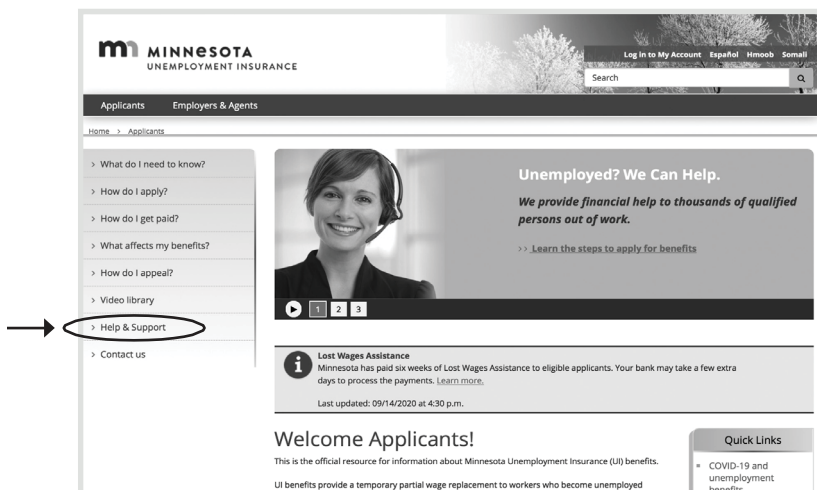 MINNESOTA
UNEMPLOYMENT INSURANCE
Log in to My Account Español Hmoob Somali
Search
Applicants Employers & Agents
Home > Applicants
> What do I need to know?
> How do I apply?
> How do I get paid?
> What affects my benefits?
> How do I appeal?
> Video library
> Help & Support
> Contact us
Unemployed? We Can Help.
We provide financial help to thousands of qualified
persons out of work.
>> Learn the steps to apply for benefits
1 2 3
Lost Wages Assistance
Minnesota has paid six weeks of Lost Wages Assistance to eligible applicants. Your bank may take a few extra
days to process the payments. Learn more.
Last updated: 09/14/2020 at 4:30 p.m.
Welcome Applicants!
This is the official resource for information about Minnesota Unemployment Insurance (UI) benefits.
UI benefits provide a temporary partial wage replacement to workers who become unemployed
Quick Links
COVID-19 and
unemployment
benefits